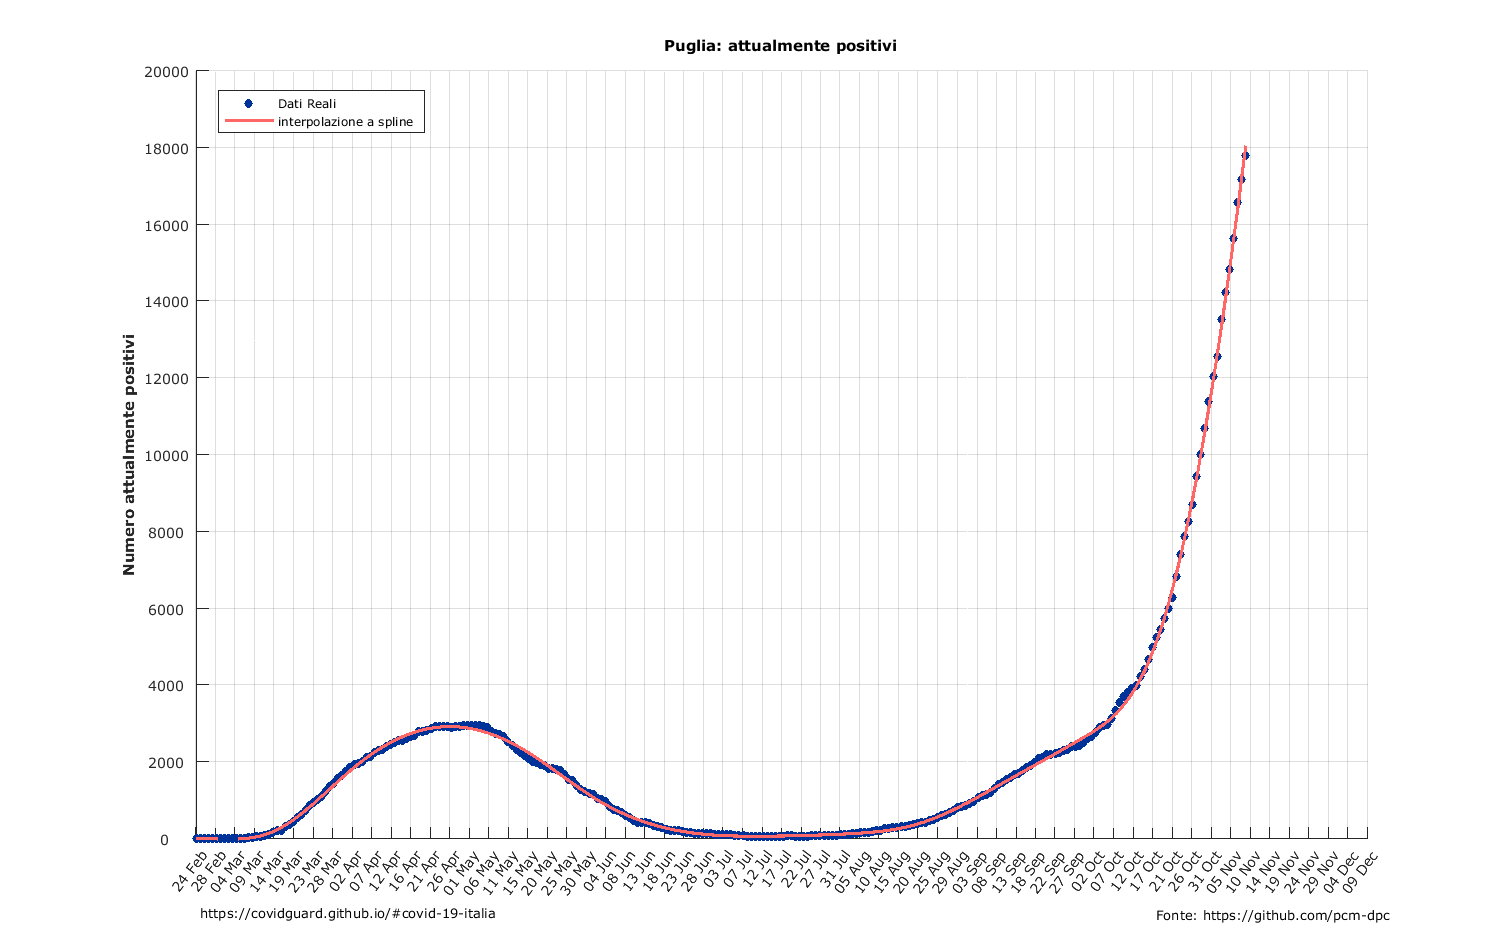 Puglia: attualmente positivi
Dati Reali
interpolazione a spline
Numero attualmente positivi
20000
18000
16000
14000
12000
10000
8000
6000
4000
2000
0
24 Feb
28 Feb
04 Mar
09 Mar
14 Mar
19 Mar
23 Mar
28 Mar
02 Apr
07 Apr
12 Apr
16 Apr
21 Apr
26 Apr
01 May
06 May
11 May
15 May
20 May
25 May
30 May
04 Jun
08 Jun
13 Jun
18 Jun
23 Jun
28 Jun
03 Jul
07 Jul
12 Jul
17 Jul
22 Jul
27 Jul
31 Jul
05 Aug
10 Aug
15 Aug
20 Aug
25 Aug
29 Aug
03 Sep
08 Sep
13 Sep
18 Sep
22 Sep
27 Sep
02 Oct
07 Oct
12 Oct
17 Oct
21 Oct
26 Oct
31 Oct
05 Nov
10 Nov
14 Nov
19 Nov
24 Nov
29 Nov
04 Dec
09 Dec
https://covidguard.github.io/#covid-19-italia
Fonte: https://github.com/pcm-dpc